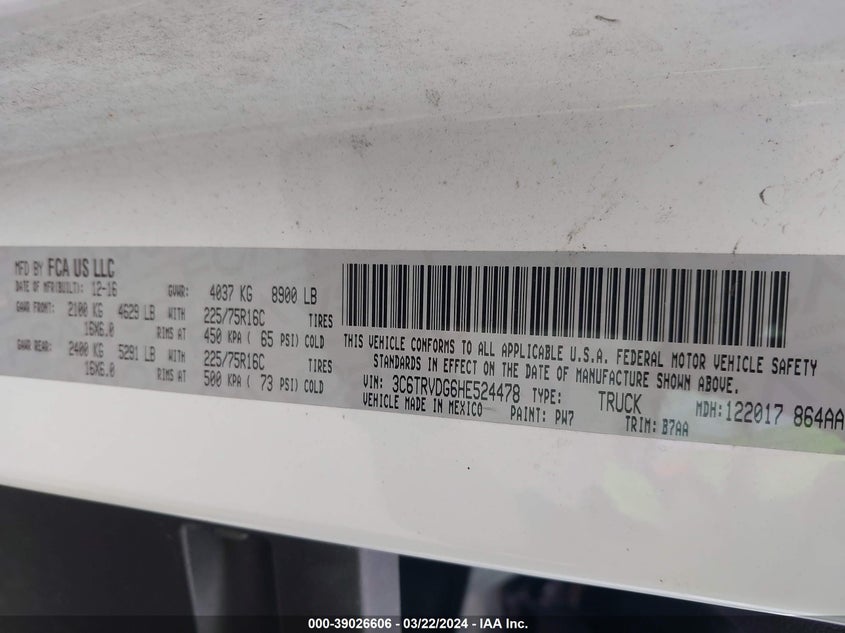 MFD BY FCA US LLC
DATE OF MFR(BUILT): 12-16 GVWR: 4037 KG 8900 LB
GAWR FRONT: 2100 KG 4629 LB WITH 225/75R16C TIRES
16X6.0 RIMS AT 450 KPA ( 65 PSI) COLD
GAWR REAR: 2400 KG 5291 LB WITH 225/75R16C TIRES
16X6.0 RIMS AT 500 KPA ( 73 PSI) COLD
THIS VEHICLE CONFORMS TO ALL APPLICABLE U.S.A. FEDERAL MOTOR VEHICLE SAFETY
STANDARDS IN EFFECT ON THE DATE OF MANUFACTURE SHOWN ABOVE.
VIN: 3C6TRVDG6HE524478 TYPE: TRUCK MDH:122017 864AA
VEHICLE MADE IN MEXICO PAINT: PW7 TRIM: B7AA
000-39026606 - 03/22/2024 - IAA Inc.